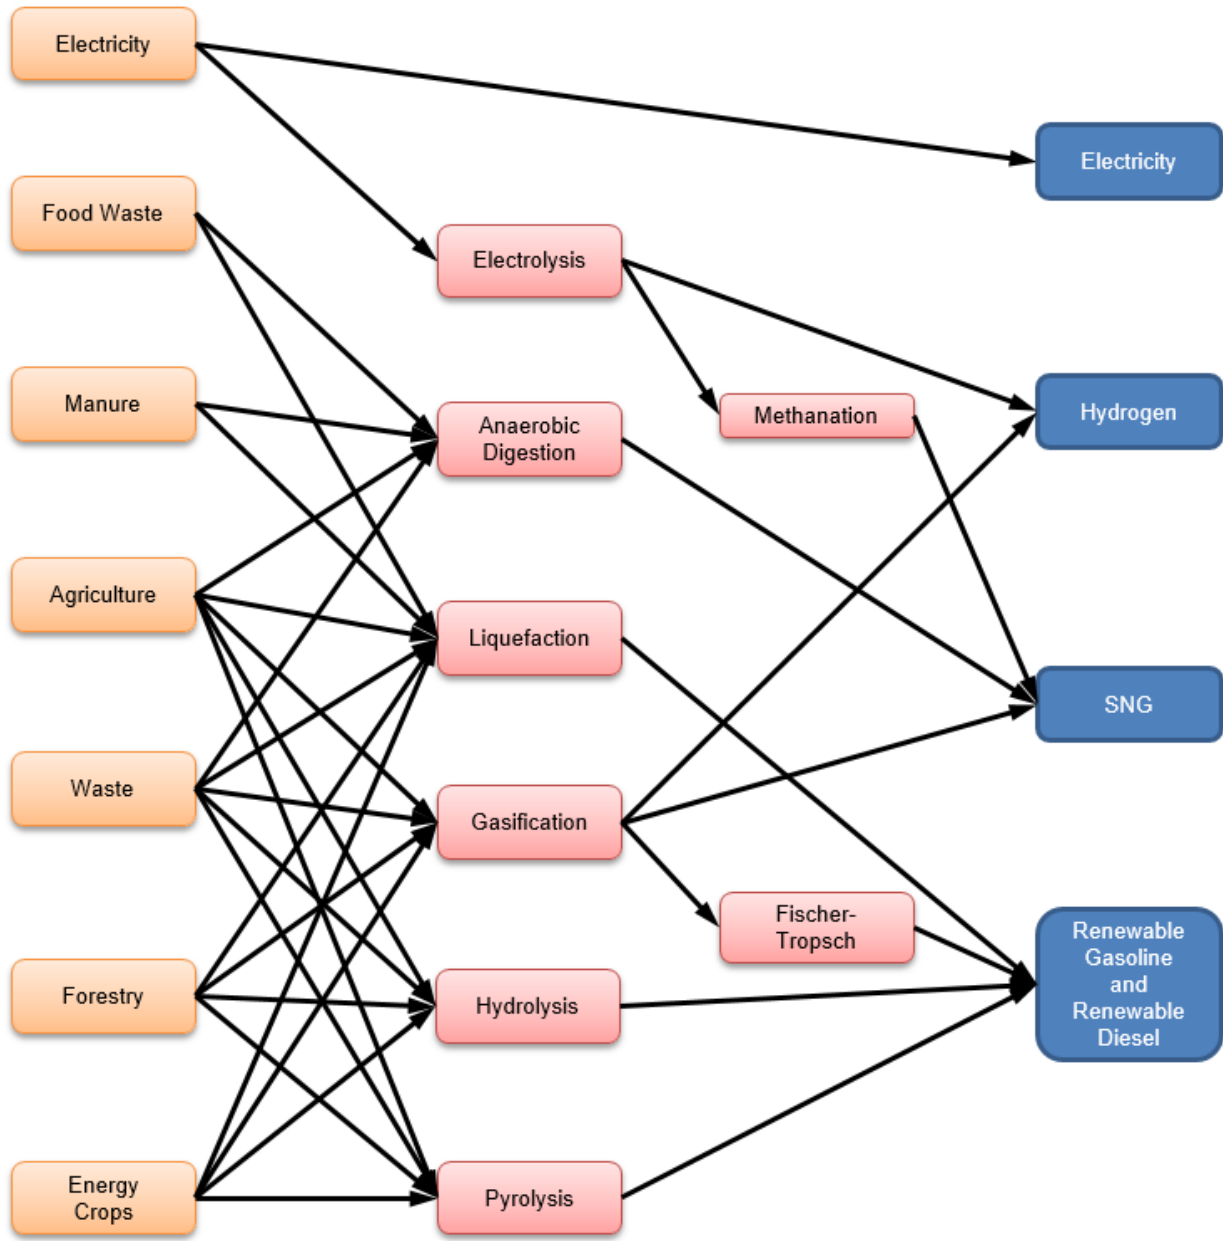 Electricity
Food Waste
Manure
Agriculture
Waste
Forestry
Energy
Crops
Electrolysis
Anaerobic
Digestion
Liquefaction
Gasification
Hydrolysis
Pyrolysis
Methanation
Fischer-
Tropsch
Electricity
Hydrogen
SNG
Renewable
Gasoline
and
Renewable
Diesel